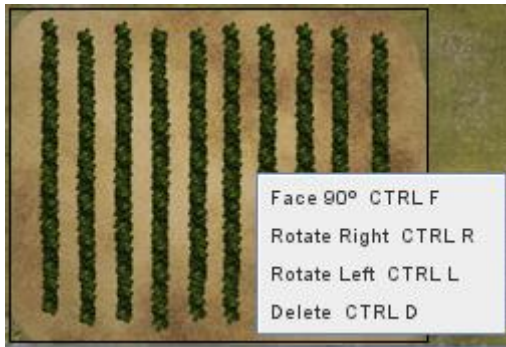 Face 90º CTRL F
Rotate Right CTRL R
Rotate Left CTRL L
Delete CTRL D